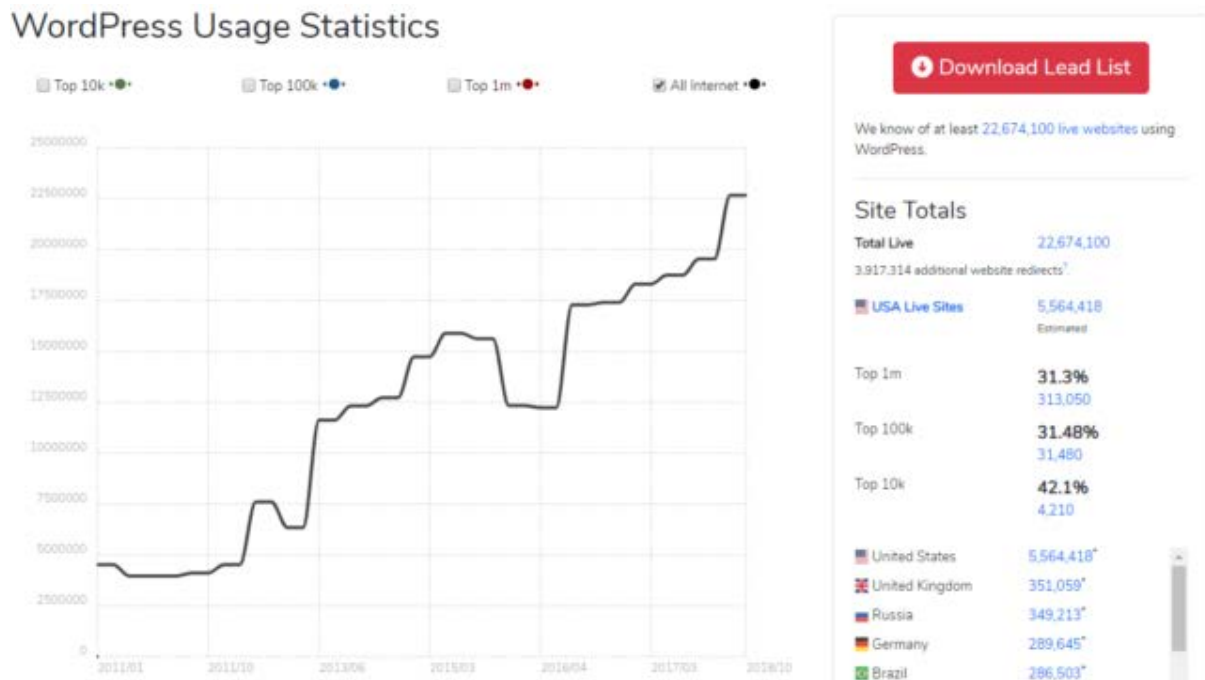 WordPress Usage Statistics
Top 10k
Top 100k
Top 1m
All Internet
25000000
22500000
20000000
17500000
15000000
12500000
10000000
7500000
5000000
2500000
0
2011/01
2011/10
2013/06
2015/03
2016/04
2017/03
2018/10
Download Lead List
We know of at least 22,674,100 live websites using
WordPress.
Site Totals
Total Live 22,674,100
3,917,314 additional website redirects?.
USA Live Sites 5,564,418
Estimated
Top 1m 31.3%
313,050
Top 100k 31.48%
31,480
Top 10k 42.1%
4,210
United States 5,564,418*
United Kingdom 351,059*
Russia 349,213*
Germany 289,645*
Brazil 286,503*